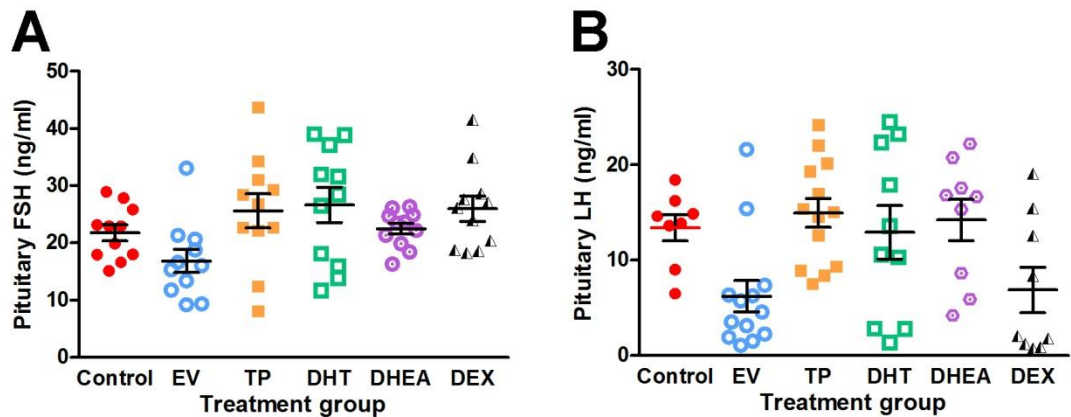 A
Pituitary FSH (ng/ml)
50
40
30
20
10
0
Control EV TP DHT DHEA DEX
Treatment group
B
Pituitary LH (ng/ml)
30
20
10
0
Control EV TP DHT DHEA DEX
Treatment group